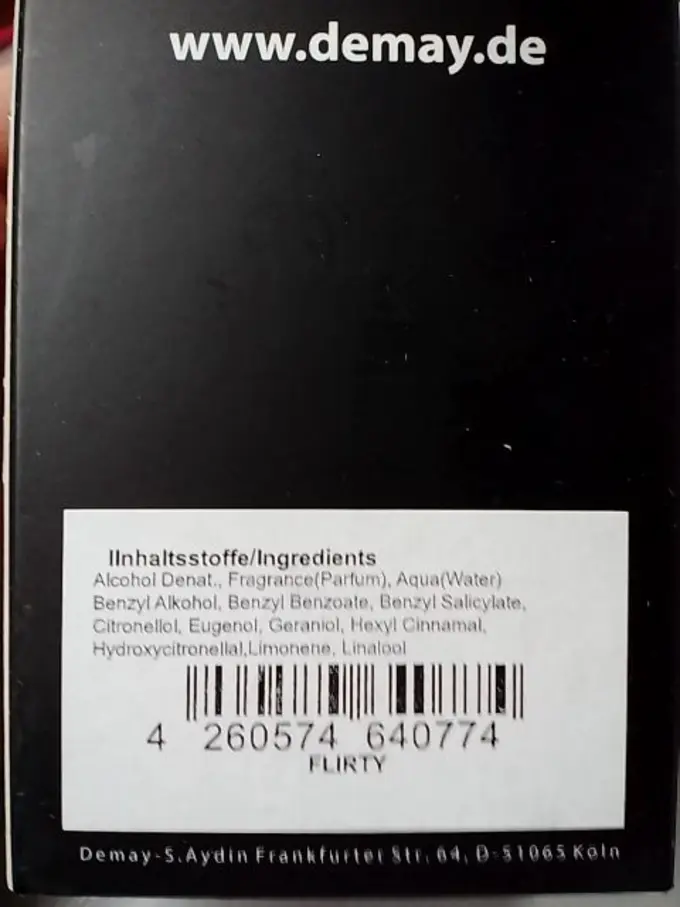 www.demay.de
IInhaltsstoffe/Ingredients
Alcohol Denat., Fragrance(Parfum), Aqua(Water)
Benzyl Alkohol, Benzyl Benzoate, Benzyl Salicylate,
Citronellol, Eugenol, Geraniol, Hexyl Cinnamal,
Hydroxycitronellal,Limonene, Linalool
4 260574 640774
FLIRTY
Demay-S.Aydin Frankfurter Str. 64, D-51065 Köln